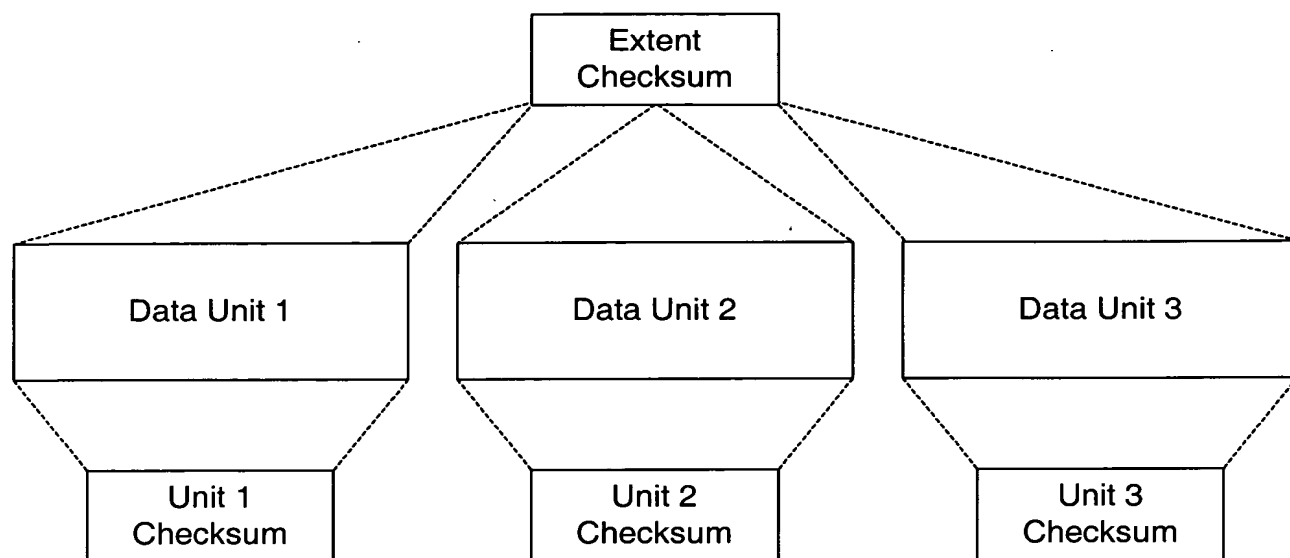 Extent
Checksum
Data Unit 1
Data Unit 2
Data Unit 3
Unit 1
Checksum
Unit 2
Checksum
Unit 3
Checksum